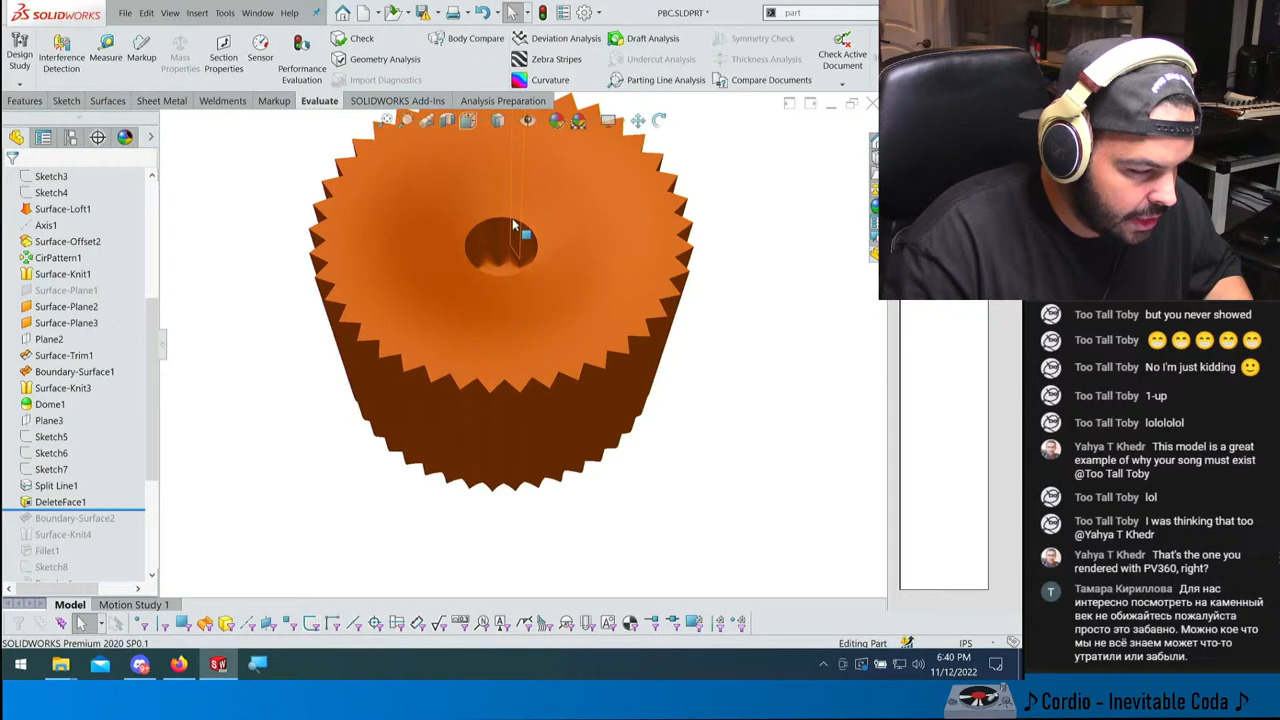 SOLIDWORKS
File Edit View Insert Tools Window Help
PBC.SLDPRT *
part
Design Study
Interference Detection
Measure
Markup
Mass Properties
Section Properties
Sensor
Performance Evaluation
Check
Geometry Analysis
Import Diagnostics
Body Compare
Deviation Analysis
Zebra Stripes
Curvature
Draft Analysis
Undercut Analysis
Parting Line Analysis
Symmetry Check
Thickness Analysis
Compare Documents
Check Active Document
Features Sketch Surfaces Sheet Metal Weldments Markup Evaluate SOLIDWORKS Add-Ins Analysis Preparation
Sketch3
Sketch4
Surface-Loft1
Axis1
Surface-Offset2
CirPattern1
Surface-Knit1
Surface-Plane1
Surface-Plane2
Surface-Plane3
Plane2
Surface-Trim1
Boundary-Surface1
Surface-Knit3
Dome1
Plane3
Sketch5
Sketch6
Sketch7
Split Line1
DeleteFace1
Boundary-Surface2
Surface-Knit4
Fillet1
Sketch8
Model Motion Study 1
SOLIDWORKS Premium 2020 SP0.1
Editing Part
IPS
6:40 PM
11/12/2022
Too Tall Toby but you never showed
Too Tall Toby 😁😁😁😁😁
Too Tall Toby No I'm just kidding 🙂
Too Tall Toby 1-up
Too Tall Toby lolololol
Yahya T Khedr This model is a great
example of why your song must exist
@Too Tall Toby
Too Tall Toby lol
Too Tall Toby I was thinking that too
@Yahya T Khedr
Yahya T Khedr That's the one you
rendered with PV360, right?
Т
Тамара Кириллова Для нас
интересно посмотреть на каменный
век не обижайтесь пожалуйста
просто это забавно. Можно кое что
мы не всё знаем может что-то
утратили или забыли.
♪ Cordio - Inevitable Coda ♪